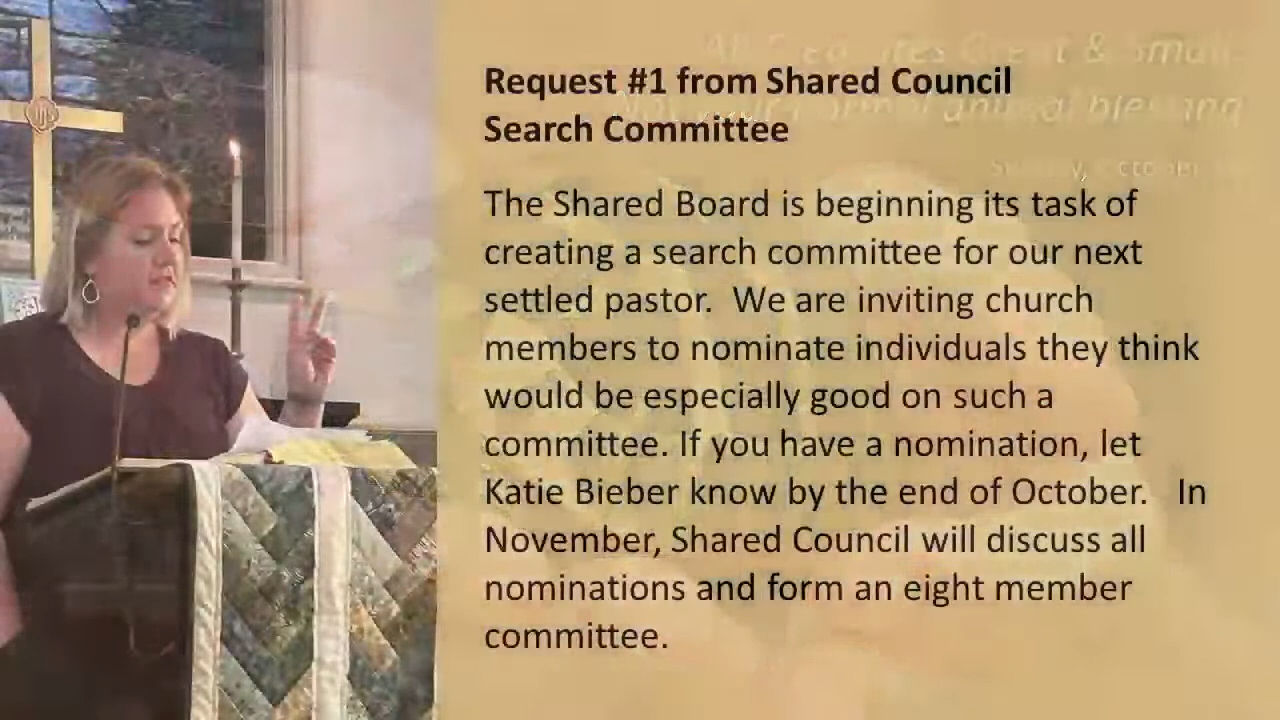 Request #1 from Shared Council
Search Committee
The Shared Board is beginning its task of
creating a search committee for our next
settled pastor.  We are inviting church
members to nominate individuals they think
would be especially good on such a
committee. If you have a nomination, let
Katie Bieber know by the end of October.   In
November, Shared Council will discuss all
nominations and form an eight member
committee.